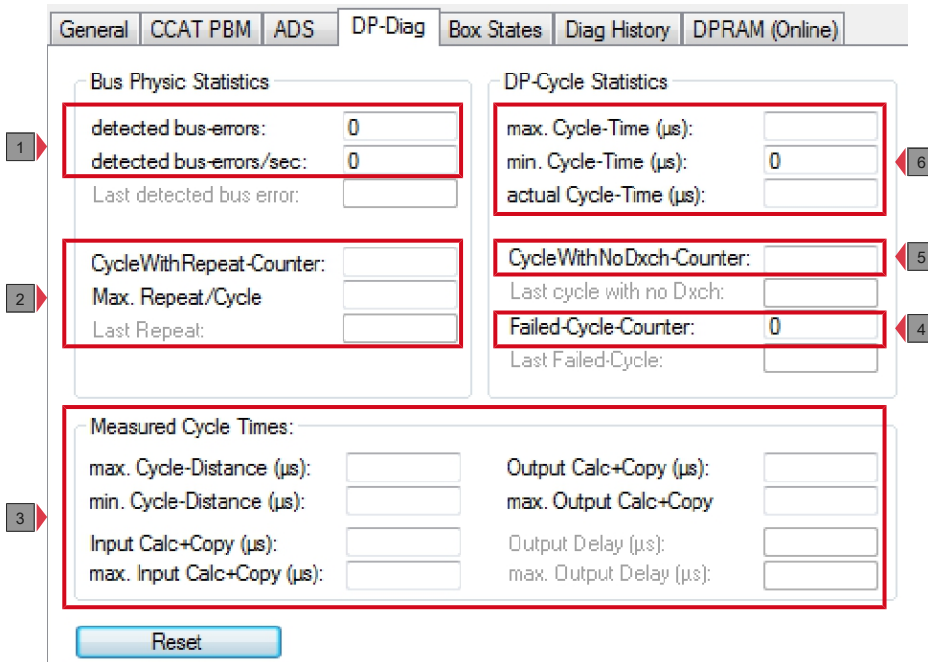 General CCAT PBM ADS DP-Diag Box States Diag History DPRAM (Online)
Bus Physic Statistics
detected bus-errors: 0
detected bus-errors/sec: 0
Last detected bus error:
CycleWithRepeat-Counter:
Max. Repeat/Cycle
Last Repeat:
1
2
DP-Cycle Statistics
max. Cycle-Time (µs):
min. Cycle-Time (µs): 0
actual Cycle-Time (µs):
CycleWithNoDxch-Counter:
Last cycle with no Dxch:
Failed-Cycle-Counter: 0
Last Failed-Cycle:
6
5
4
Measured Cycle Times:
max. Cycle-Distance (µs):
min. Cycle-Distance (µs):
Input Calc+Copy (µs):
max. Input Calc+Copy (µs):
Output Calc+Copy (µs):
max. Output Calc+Copy
Output Delay (µs):
max. Output Delay (µs):
3
Reset